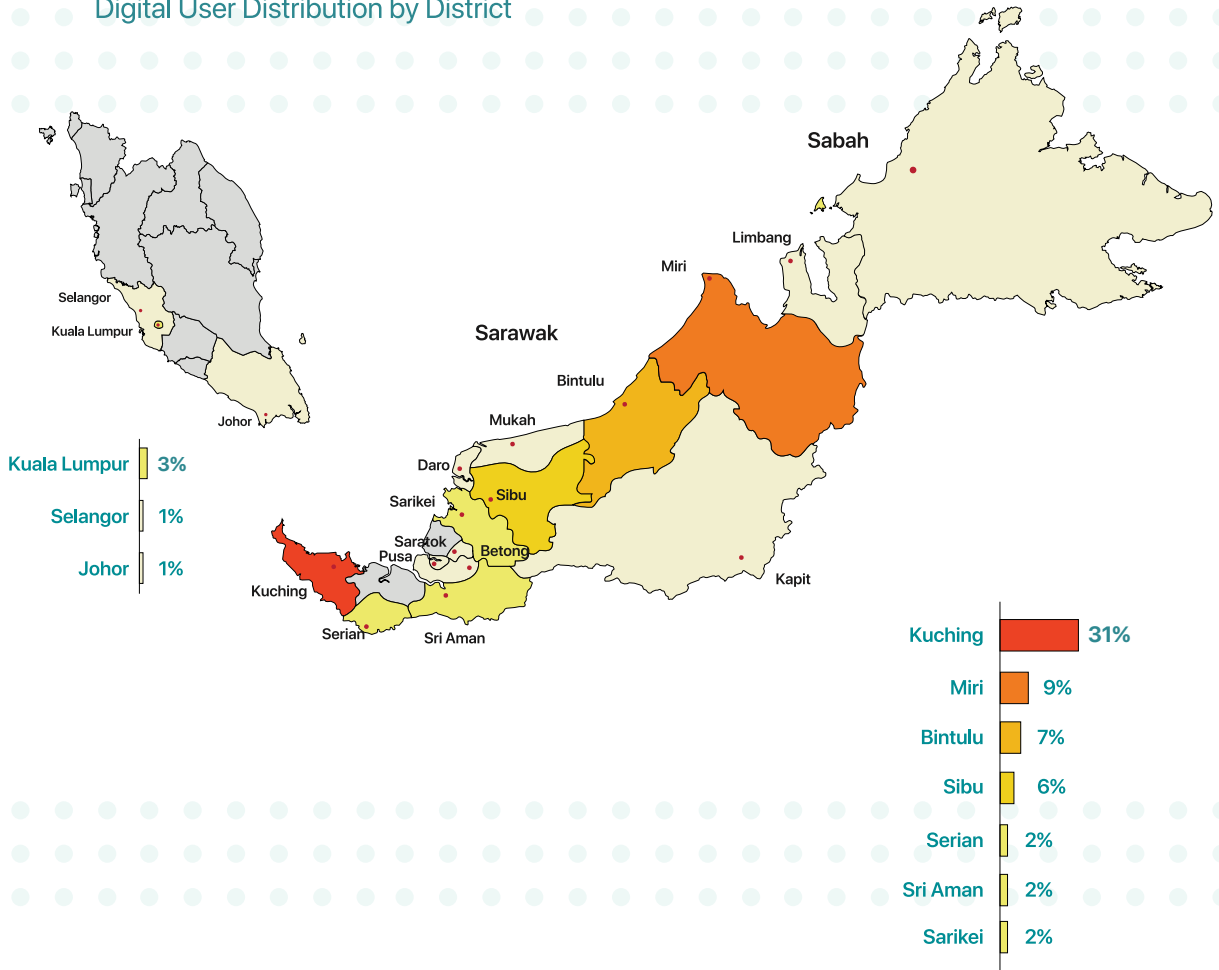 Digital User Distribution by District
Sabah
Limbang
Miri
Selangor
Kuala Lumpur
Sarawak
Bintulu
Johor
Mukah
Daro
Sibu
Sarikei
Saratok
Betong
Pusa
Kapit
Kuching
Serian
Sri Aman
Kuala Lumpur 3%
Selangor 1%
Johor 1%
Kuching 31%
Miri 9%
Bintulu 7%
Sibu 6%
Serian 2%
Sri Aman 2%
Sarikei 2%